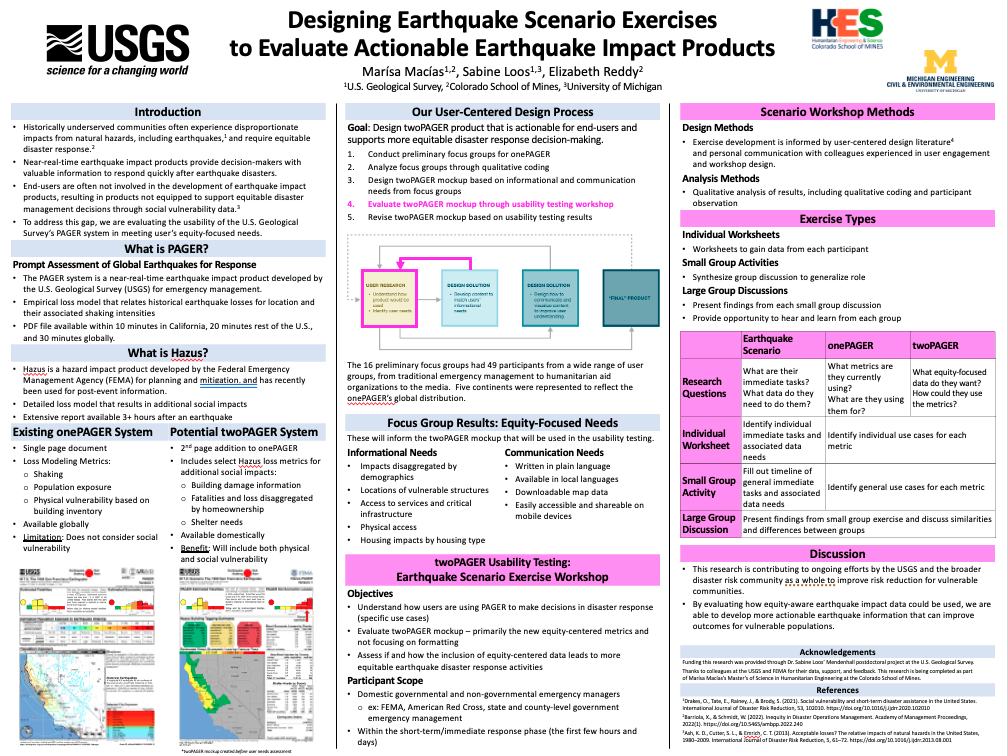 USGS
science for a changing world
Designing Earthquake Scenario Exercises
to Evaluate Actionable Earthquake Impact Products
Marísa Macías1,2, Sabine Loos1,3, Elizabeth Reddy2
1U.S. Geological Survey, 2Colorado School of Mines, 3University of Michigan
HES
Humanitarian Engineering & Science
Colorado School of MINES
M
MICHIGAN ENGINEERING
CIVIL & ENVIRONMENTAL ENGINEERING
UNIVERSITY OF MICHIGAN
Introduction
• Historically underserved communities often experience disproportionate
impacts from natural hazards, including earthquakes,1 and require equitable
disaster response.2
• Near-real-time earthquake impact products provide decision-makers with
valuable information to respond quickly after earthquake disasters.
• End-users are often not involved in the development of earthquake impact
products, resulting in products not equipped to support equitable disaster
management decisions through social vulnerability data.3
• To address this gap, we are evaluating the usability of the U.S. Geological
Survey's PAGER system in meeting user's equity-focused needs.
What is PAGER?
Prompt Assessment of Global Earthquakes for Response
• The PAGER system is a near-real-time earthquake impact product developed by
the U.S. Geological Survey (USGS) for emergency management.
• Empirical loss model that relates historical earthquake losses for location and
their associated shaking intensities
• PDF file available within 10 minutes in California, 20 minutes rest of the U.S.,
and 30 minutes globally.
What is Hazus?
• Hazus is a hazard impact product developed by the Federal Emergency
Management Agency (FEMA) for planning and mitigation, and has recently
been used for post-event information.
• Detailed loss model that results in additional social impacts
• Extensive report available 3+ hours after an earthquake
Existing onePAGER System
• Single page document
• Loss Modeling Metrics:
o Shaking
o Population exposure
o Physical vulnerability based on
building inventory
• Available globally
• Limitation: Does not consider social
vulnerability
Potential twoPAGER System
• 2nd page addition to onePAGER
• Includes select Hazus loss metrics for
additional social impacts:
o Building damage information
o Fatalities and loss disaggregated
by homeownership
o Shelter needs
• Available domestically
• Benefit: Will include both physical
and social vulnerability
USGS
PAGER
USGS
FEMA
*twoPAGER mockup created before user needs assessment
Our User-Centered Design Process
Goal: Design twoPAGER product that is actionable for end-users and
supports more equitable disaster response decision-making.
1. Conduct preliminary focus groups for onePAGER
2. Analyze focus groups through qualitative coding
3. Design twoPAGER mockup based on informational and communication
needs from focus groups
4. Evaluate twoPAGER mockup through usability testing workshop
5. Revise twoPAGER mockup based on usability testing results
USER RESEARCH
• Understand how
product would be
used
• Identify user needs
DESIGN SOLUTION
• Develop content to
match users'
informational
needs
DESIGN SOLUTION
• Design how to
communicate and
visualize content
to improve user
understanding
"FINAL" PRODUCT
The 16 preliminary focus groups had 49 participants from a wide range of user
groups, from traditional emergency management to humanitarian aid
organizations to the media. Five continents were represented to reflect the
onePAGER's global distribution.
Focus Group Results: Equity-Focused Needs
These will inform the twoPAGER mockup that will be used in the usability testing.
Informational Needs
• Impacts disaggregated by
demographics
• Locations of vulnerable structures
• Access to services and critical
infrastructure
• Physical access
• Housing impacts by housing type
Communication Needs
• Written in plain language
• Available in local languages
• Downloadable map data
• Easily accessible and shareable on
mobile devices
twoPAGER Usability Testing:
Earthquake Scenario Exercise Workshop
Objectives
• Understand how users are using PAGER to make decisions in disaster response
(specific use cases)
• Evaluate twoPAGER mockup – primarily the new equity-centered metrics and
not focusing on formatting
• Assess if and how the inclusion of equity-centered data leads to more
equitable earthquake disaster response activities
Participant Scope
• Domestic governmental and non-governmental emergency managers
o ex: FEMA, American Red Cross, state and county-level government
emergency management
• Within the short-term/immediate response phase (the first few hours and
days)
Scenario Workshop Methods
Design Methods
• Exercise development is informed by user-centered design literature4
and personal communication with colleagues experienced in user engagement
and workshop design.
Analysis Methods
• Qualitative analysis of results, including qualitative coding and participant
observation
Exercise Types
Individual Worksheets
• Worksheets to gain data from each participant
Small Group Activities
• Synthesize group discussion to generalize role
Large Group Discussions
• Present findings from each small group discussion
• Provide opportunity to hear and learn from each group
Earthquake
Scenario
onePAGER
twoPAGER
Research
Questions
What are their
immediate tasks?
What data do they
need to do them?
What metrics are
they currently
using?
What are they using
them for?
What equity-focused
data do they want?
How could they use
the metrics?
Individual
Worksheet
Identify individual
immediate tasks and
associated data
needs
Identify individual use cases for each
metric
Small Group
Activity
Fill out timeline of
general immediate
tasks and associated
data needs
Identify general use cases for each metric
Large Group
Discussion
Present findings from small group exercise and discuss similarities
and differences between groups
Discussion
• This research is contributing to ongoing efforts by the USGS and the broader
disaster risk community as a whole to improve risk reduction for vulnerable
communities.
• By evaluating how equity-aware earthquake impact data could be used, we are
able to develop more actionable earthquake information that can improve
outcomes for vulnerable populations.
Acknowledgements
Funding this research was provided through Dr. Sabine Loos' Mendenhall postdoctoral project at the U.S. Geological Survey.
Thanks to colleagues at the USGS and FEMA for their data, support, and feedback. This research is being completed as part
of Marísa Macías's Master's of Science in Humanitarian Engineering at the Colorado School of Mines.
References
1Drakes, O., Tate, E., Rainey, J., & Brody, S. (2021). Social vulnerability and short-term disaster assistance in the United States.
International Journal of Disaster Risk Reduction, 53, 102010. https://doi.org/10.1016/j.ijdrr.2020.102010
2Barriola, X., & Schmidt, W. (2022). Inequity in Disaster Operations Management. Academy of Management Proceedings,
2022(1). https://doi.org/10.5465/ambpp.2022.240
3Ash, K. D., Cutter, S. L., & Emrich, C. T. (2013). Acceptable losses? The relative impacts of natural hazards in the United States,
1980–2009. International Journal of Disaster Risk Reduction, 5, 61–72. https://doi.org/10.1016/j.ijdrr.2013.08.001